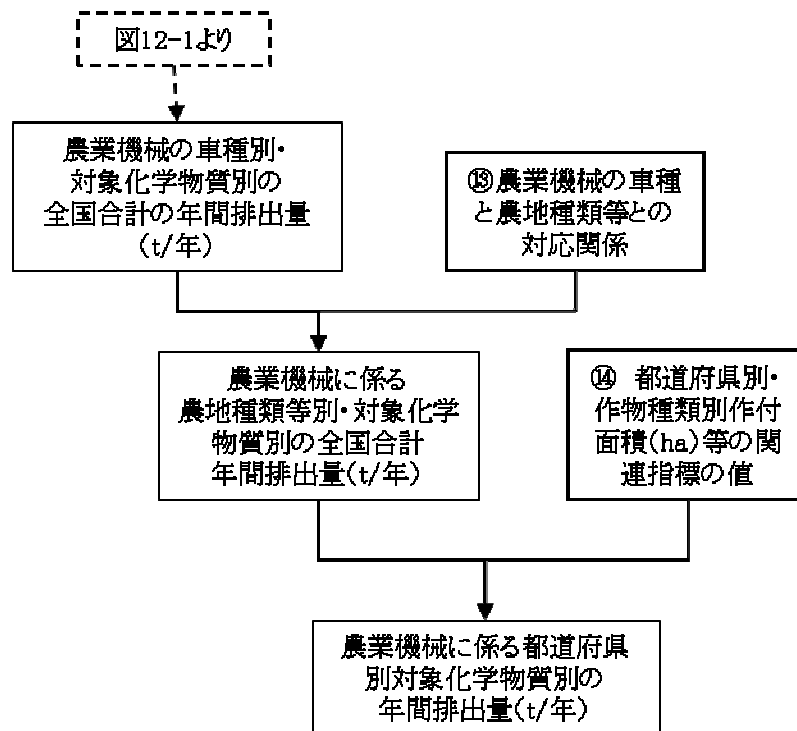 図12-1より
農業機械の車種別・
対象化学物質別の
全国合計の年間排出量
(t/年)
⑬農業機械の車種
と農地種類等との
対応関係
農業機械に係る
農地種類等別・対象化学
物質別の全国合計
年間排出量(t/年)
⑭ 都道府県別・
作物種類別作付
面積(ha)等の関
連指標の値
農業機械に係る都道府県
別対象化学物質別の
年間排出量(t/年)